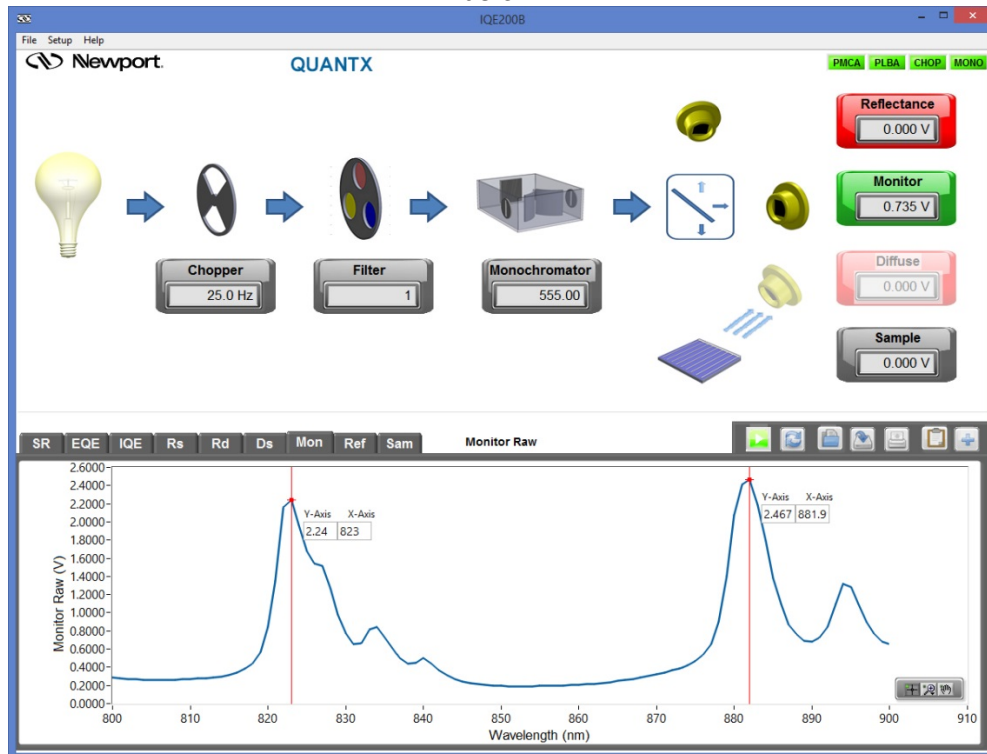 IQE200B
File Setup Help
Newport. QUANTX PMCA PLBA CHOP MONO
Reflectance
0.000 V
Monitor
0.735 V
Chopper Filter Monochromator Diffuse
25.0 Hz 1 555.00 0.000 V
Sample
0.000 V
SR EQE IQE Rs Rd Ds Mon Ref Sam Monitor Raw
2.6000
2.4000
2.2000
2.0000
1.8000
1.6000
1.4000
1.2000
1.0000
0.8000
0.6000
0.4000
0.2000
0.0000
Monitor Raw (V)
Y-Axis X-Axis
2.24 823
Y-Axis X-Axis
2.467 881.9
800 810 820 830 840 850 860 870 880 890 900 910
Wavelength (nm)